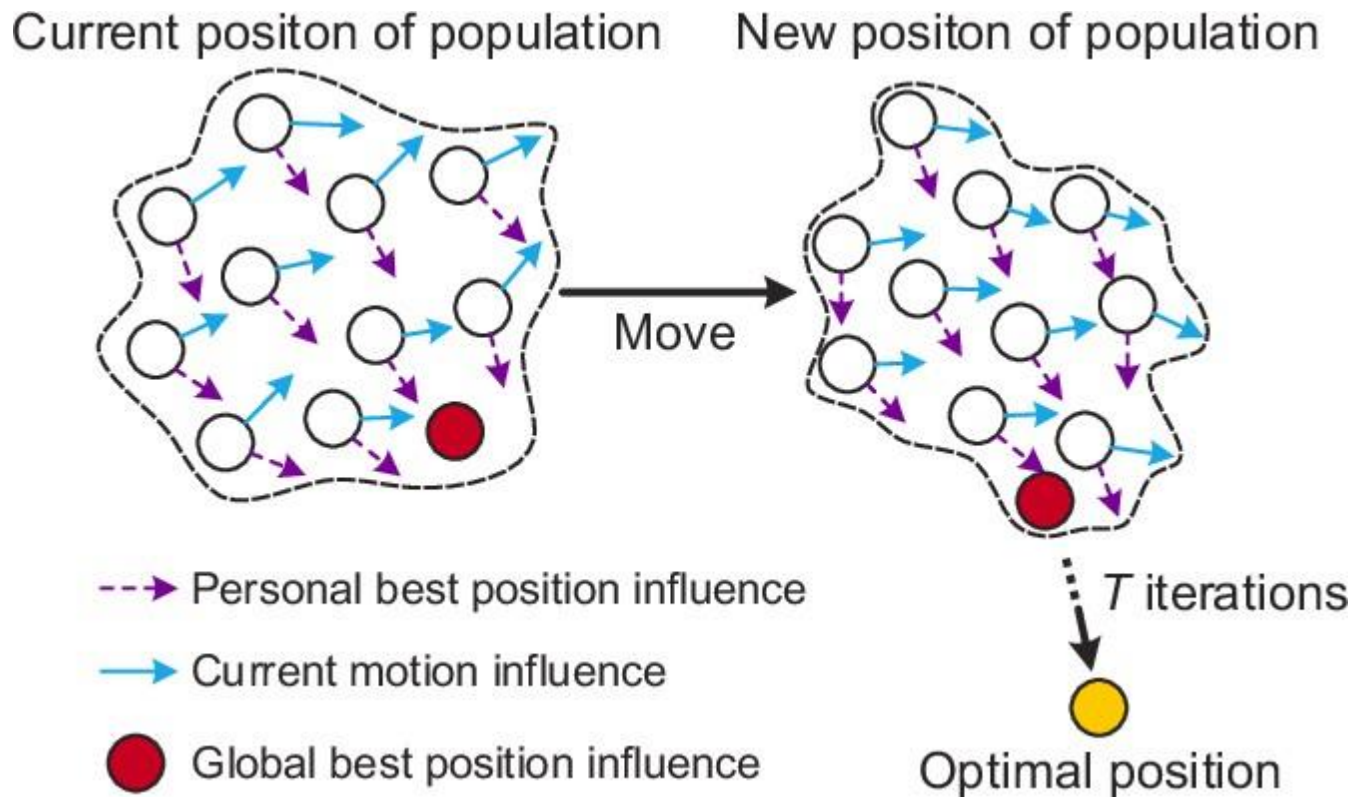 Current positon of population
New positon of population
Move
Personal best position influence
Current motion influence
Global best position influence
T iterations
Optimal position